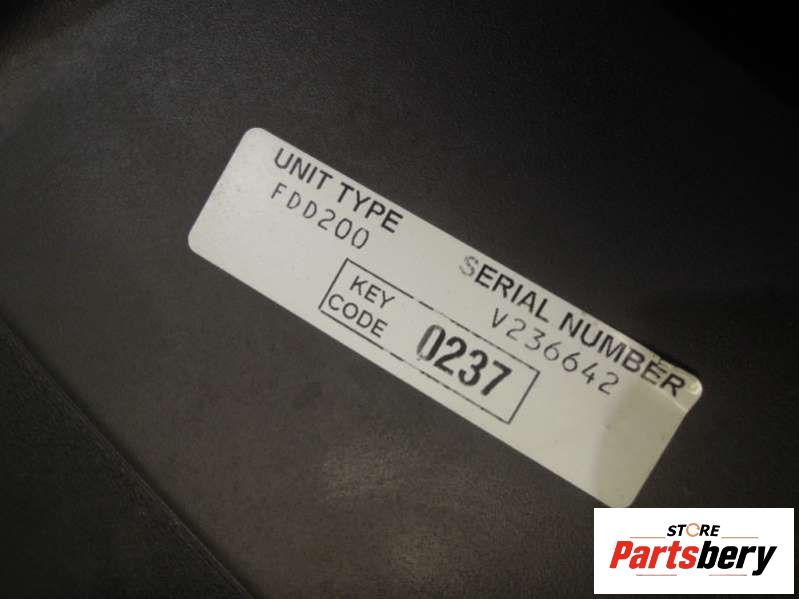 UNIT TYPE
FDD200
SERIAL NUMBER
V236642
KEY
CODE
0237
STORE
Partsbery